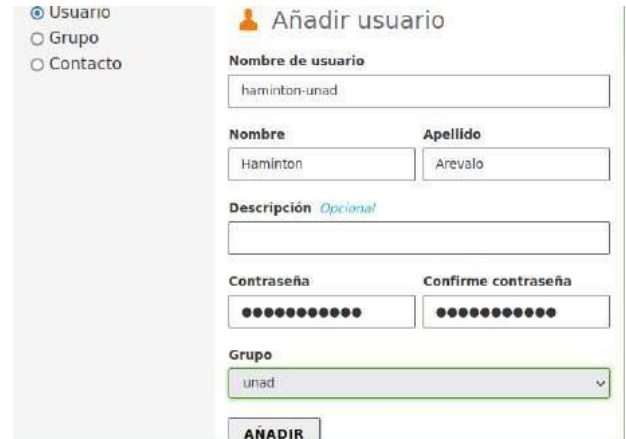 Usuario
Grupo
Contacto
Añadir usuario
Nombre de usuario
haminton-unad
Nombre Apellido
Haminton Arevalo
Descripción Opcional
Contraseña Confirme contraseña
●●●●●●●●●●● ●●●●●●●●●●●
Grupo
unad
AÑADIR